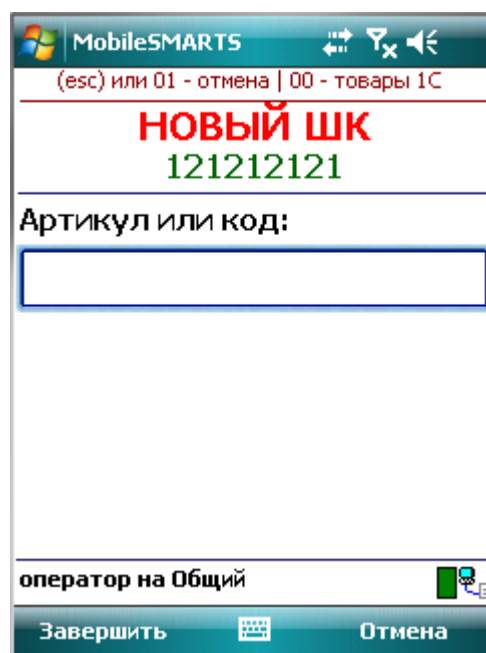 MobileSMARTS
(esc) или 01 - отмена | 00 - товары 1С
НОВЫЙ ШК
121212121
Артикул или код:
оператор на Общий
Завершить Отмена